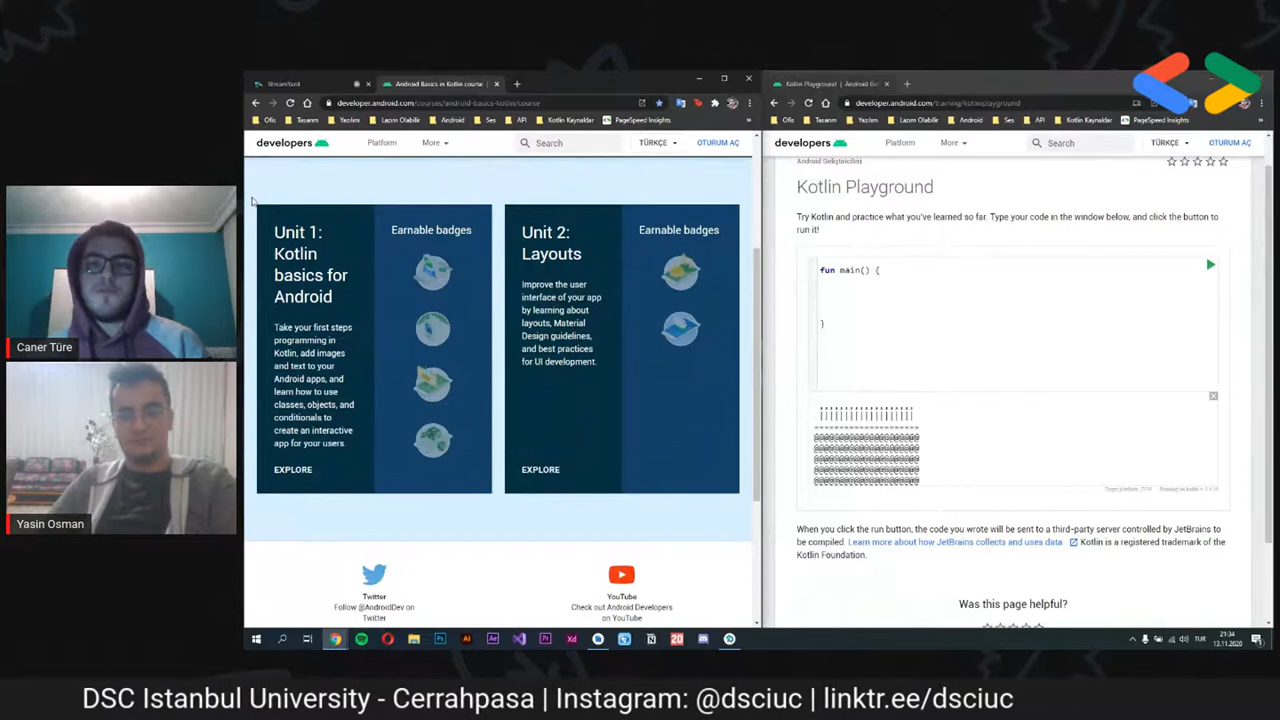 StreamYard
Android Basics in Kotlin course
developer.android.com/courses/android-basics-kotlin/course
Ofis
Tasarım
Yazılım
Lazım Olabilir
Android
Ses
API
Kotlin Kaynaklar
PageSpeed Insights
developers
Platform
More
Search
TÜRKÇE
OTURUM AÇ
Unit 1:
Kotlin
basics for
Android
Take your first steps
programming in
Kotlin, add images
and text to your
Android apps, and
learn how to use
classes, objects, and
conditionals to
create an interactive
app for your users.
EXPLORE
Earnable badges
Unit 2:
Layouts
Improve the user
interface of your app
by learning about
layouts, Material
Design guidelines,
and best practices
for UI development.
EXPLORE
Earnable badges
Twitter
Follow @AndroidDev on
Twitter
YouTube
Check out Android Developers
on YouTube
Kotlin Playground | Android Ge
developer.android.com/training/kotlinplayground
Ofis
Tasarım
Yazılım
Lazım Olabilir
Android
Ses
API
Kotlin Kaynaklar
PageSpeed Insights
developers
Platform
More
Search
TÜRKÇE
OTURUM AÇ
Android Geliştiricileri
Kotlin Playground
Try Kotlin and practice what you've learned so far. Type your code in the window below, and click the button to
run it!
fun main() {
}
When you click the run button, the code you wrote will be sent to a third-party server controlled by JetBrains to
be compiled. Learn more about how JetBrains collects and uses data Kotlin is a registered trademark of the
Kotlin Foundation.
Was this page helpful?
Caner Türe
Yasin Osman
Ps
Ai
Ae
Pr
Xd
20
TUR
21:34
13.11.2020
DSC Istanbul University - Cerrahpasa | Instagram: @dsciuc | linktr.ee/dsciuc